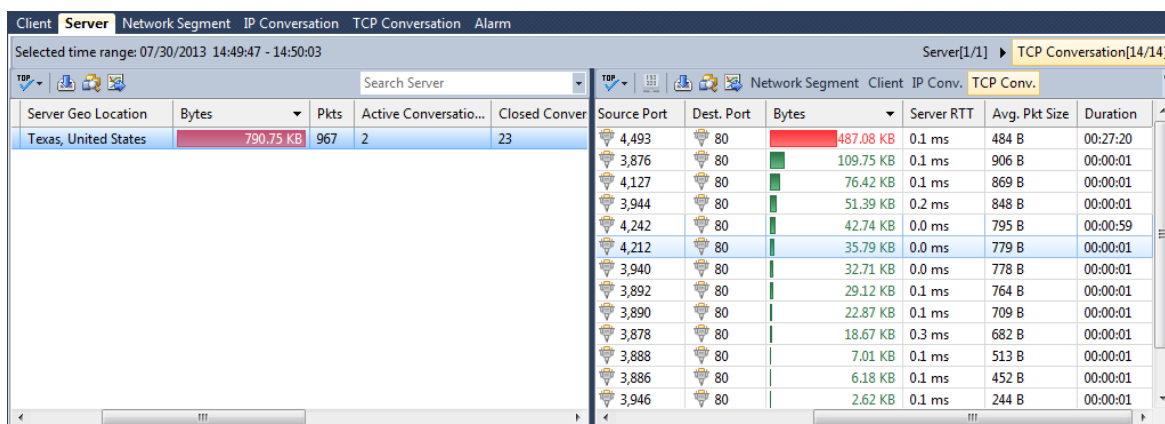 Client Server Network Segment IP Conversation TCP Conversation Alarm
Selected time range: 07/30/2013 14:49:47 - 14:50:03 Server[1/1] TCP Conversation[14/14]
TOP Search Server
TOP Network Segment Client IP Conv. TCP Conv.
Server Geo Location Bytes Pkts Active Conversatio... Closed Conver
Texas, United States 790.75 KB 967 2 23
Source Port Dest. Port Bytes Server RTT Avg. Pkt Size Duration
4,493 80 487.08 KB 0.1 ms 484 B 00:27:20
3,876 80 109.75 KB 0.1 ms 906 B 00:00:01
4,127 80 76.42 KB 0.1 ms 869 B 00:00:01
3,944 80 51.39 KB 0.2 ms 848 B 00:00:01
4,242 80 42.74 KB 0.0 ms 795 B 00:00:59
4,212 80 35.79 KB 0.0 ms 779 B 00:00:01
3,940 80 32.71 KB 0.0 ms 778 B 00:00:01
3,892 80 29.12 KB 0.1 ms 764 B 00:00:01
3,890 80 22.87 KB 0.1 ms 709 B 00:00:01
3,878 80 18.67 KB 0.3 ms 682 B 00:00:01
3,888 80 7.01 KB 0.1 ms 513 B 00:00:01
3,886 80 6.18 KB 0.1 ms 452 B 00:00:01
3,946 80 2.62 KB 0.1 ms 244 B 00:00:01